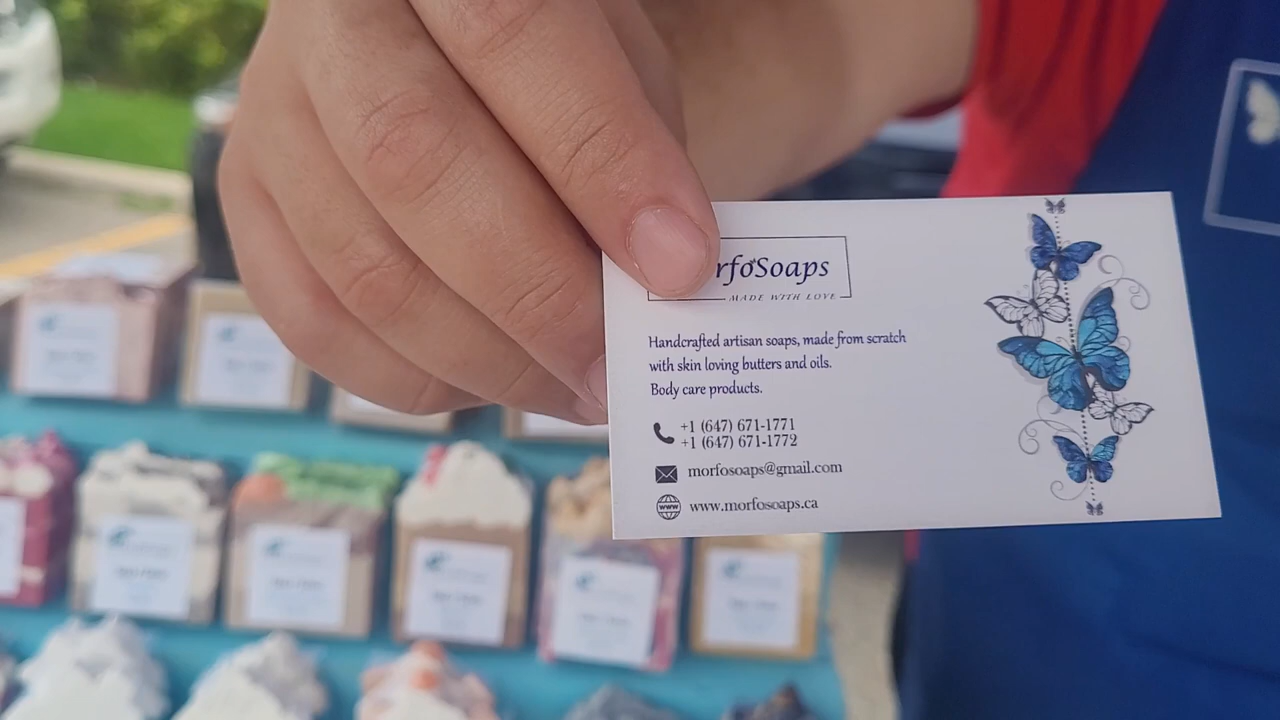 rfoSoaps
MADE WITH LOVE
Handcrafted artisan soaps, made from scratch
with skin loving butters and oils.
Body care products.
+1 (647) 671-1771
+1 (647) 671-1772
morfosoaps@gmail.com
www
www.morfosoaps.ca